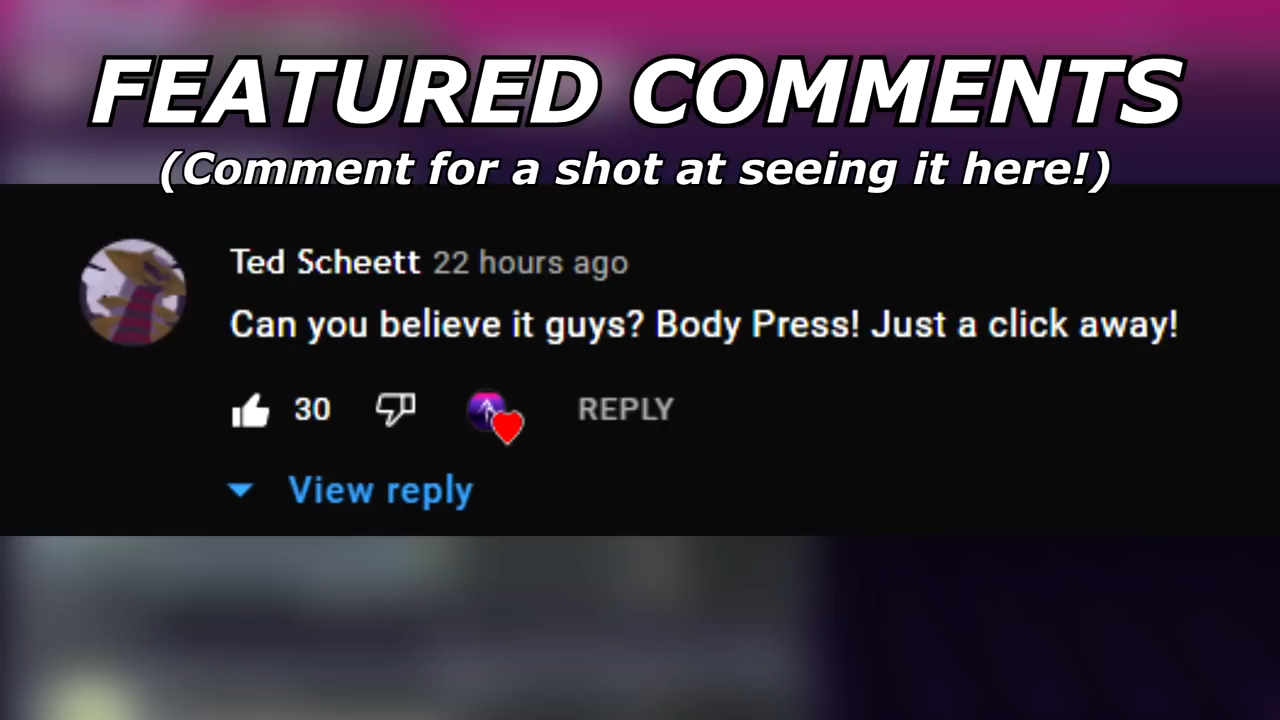 FEATURED COMMENTS
(Comment for a shot at seeing it here!)
Ted Scheett 22 hours ago
Can you believe it guys? Body Press! Just a click away!
30 REPLY
View reply